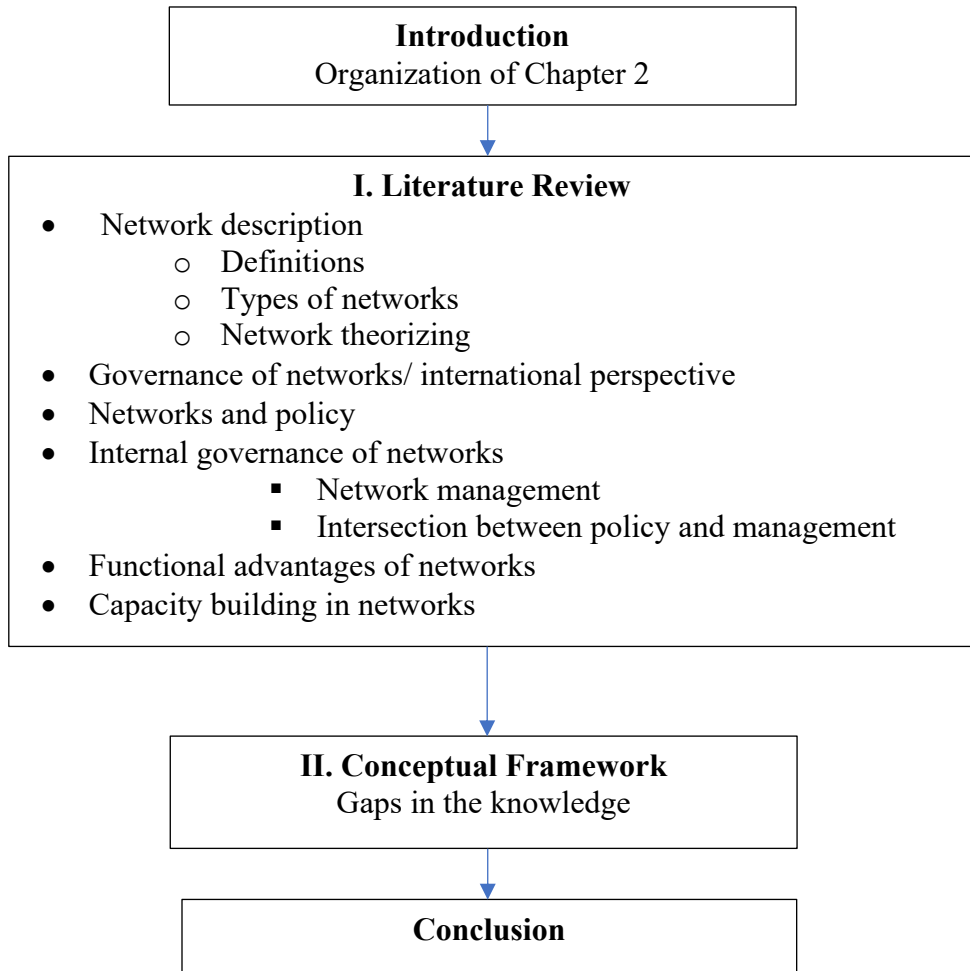 Introduction
Organization of Chapter 2
I. Literature Review
• Network description
o Definitions
o Types of networks
o Network theorizing
• Governance of networks/ international perspective
• Networks and policy
• Internal governance of networks
▪ Network management
▪ Intersection between policy and management
• Functional advantages of networks
• Capacity building in networks
II. Conceptual Framework
Gaps in the knowledge
Conclusion